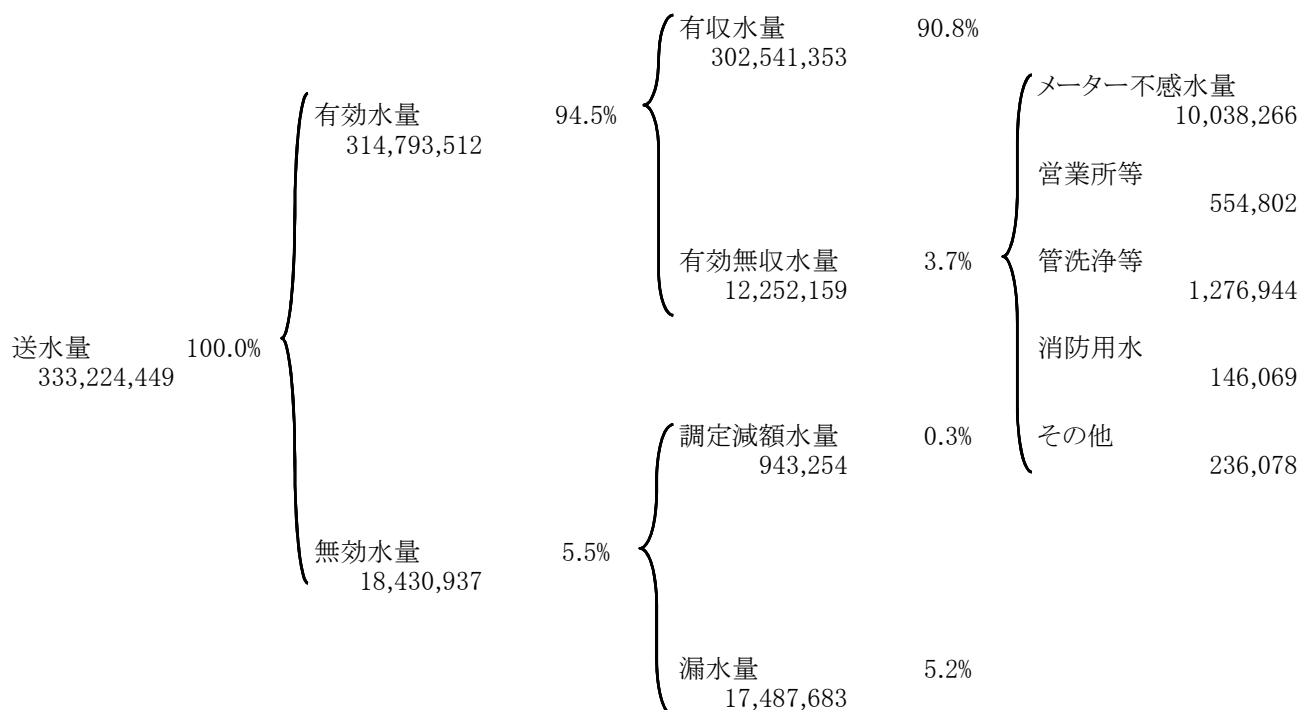 送水量 100.0%
333,224,449
有効水量 94.5%
314,793,512
無効水量 5.5%
18,430,937
有収水量 90.8%
302,541,353
有効無収水量 3.7%
12,252,159
調定減額水量 0.3%
943,254
漏水量 5.2%
17,487,683
メーター不感水量
10,038,266
営業所等
554,802
管洗浄等
1,276,944
消防用水
146,069
その他
236,078